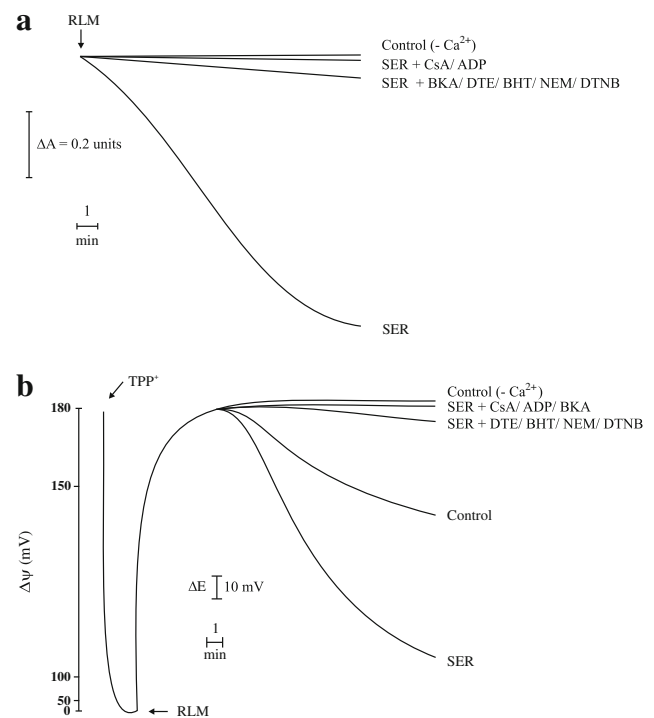 a
RLM
Control (- Ca²⁺)
SER + CsA/ ADP
SER + BKA/ DTE/ BHT/ NEM/ DTNB
ΔA = 0.2 units
1
min
SER
b
TPP⁺
Control (- Ca²⁺)
SER + CsA/ ADP/ BKA
SER + DTE/ BHT/ NEM/ DTNB
180
150
Control
Δψ (mV)
ΔE 10 mV
1
min
SER
100
50
0
RLM